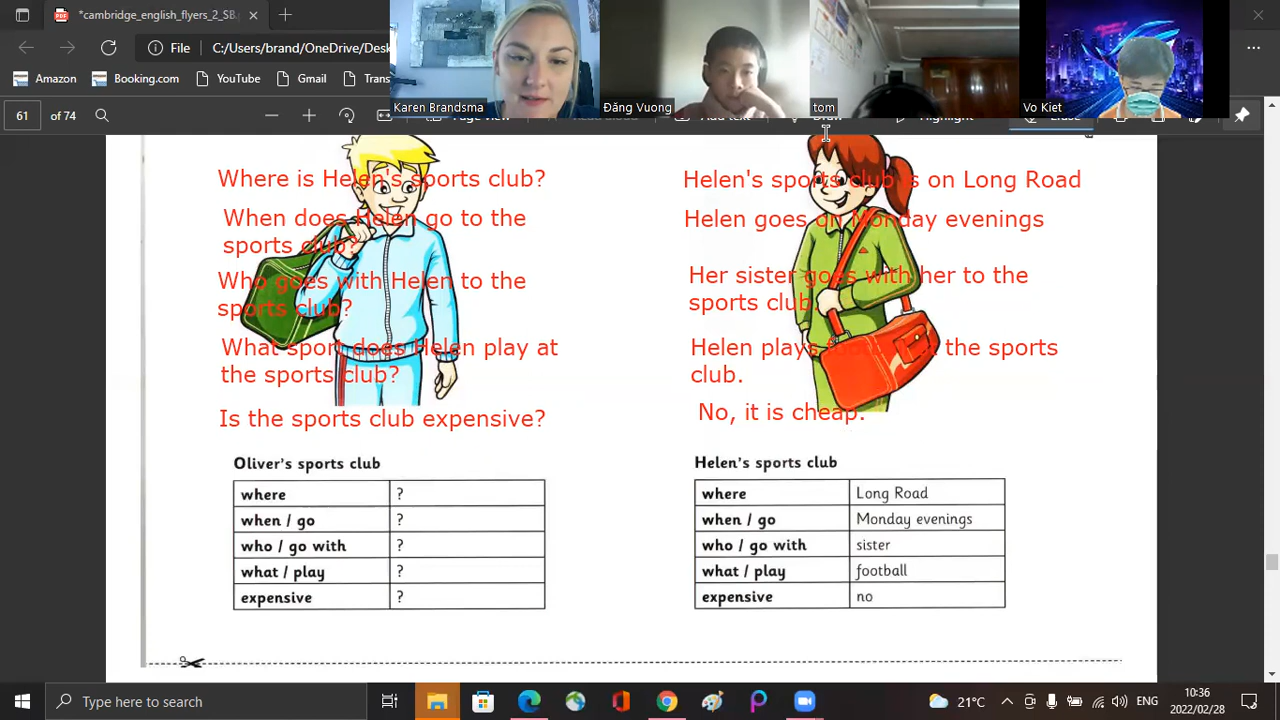 *cambridge_english_flyers_2_SB.p
File
C:/Users/brand/OneDrive/Desk
Amazon
Booking.com
YouTube
Gmail
Karen Brandsma
Đăng Vuong
tom
Vo Kiet
61 of 74
Where is Helen's sports club?
When does Helen go to the
sports club?
Who goes with Helen to the
sports club?
What sport does Helen play at
the sports club?
Is the sports club expensive?
Helen's sports club is on Long Road
Helen goes on Monday evenings
Her sister goes with her to the
sports club.
Helen plays the sports
club.
No, it is cheap.
Oliver's sports club
where ?
when / go ?
who / go with ?
what / play ?
expensive ?
Helen's sports club
where Long Road
when / go Monday evenings
who / go with sister
what / play football
expensive no
Type here to search
21°C
ENG
10:36
2022/02/28